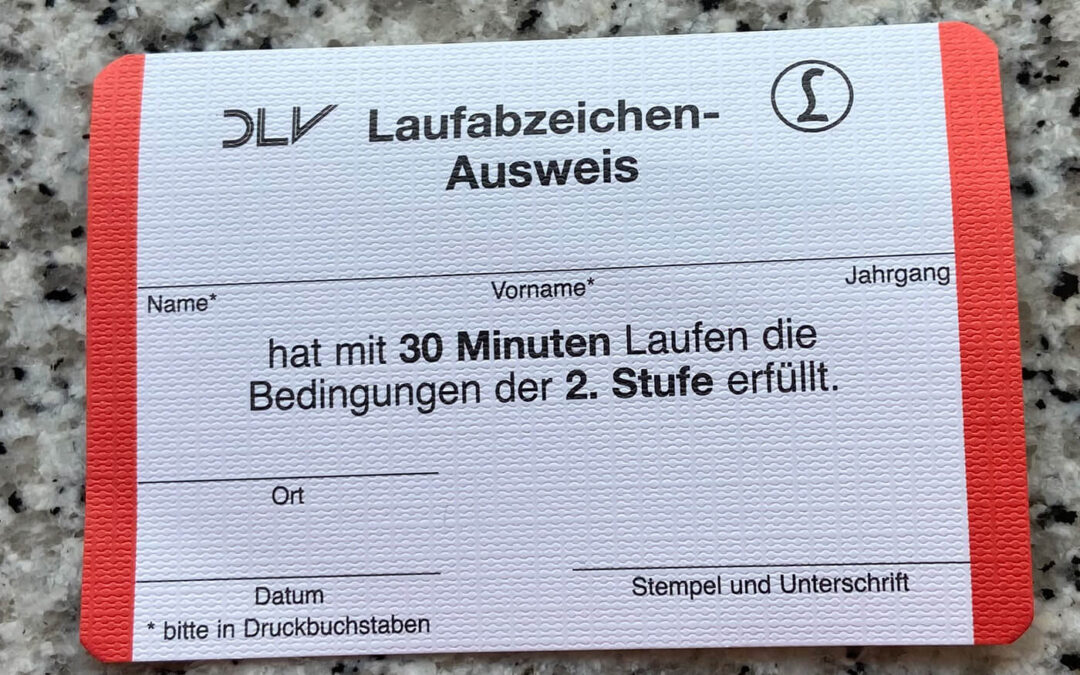 DLV Laufabzeichen-
Ausweis
Name* Vorname* Jahrgang
hat mit 30 Minuten Laufen die
Bedingungen der 2. Stufe erfüllt.
Ort
Datum Stempel und Unterschrift
* bitte in Druckbuchstaben